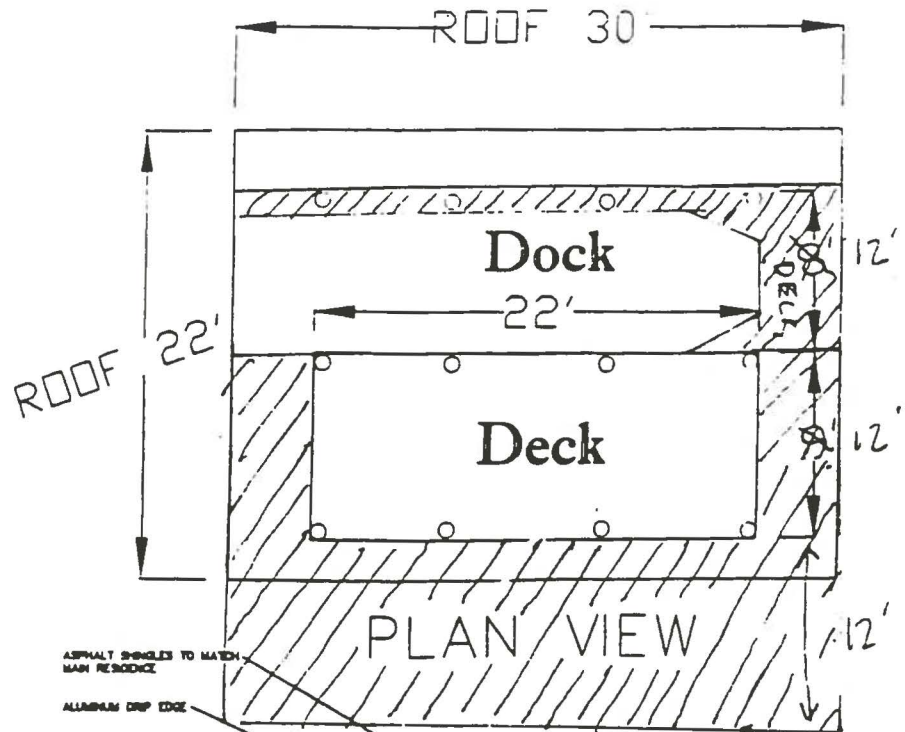 ROOF 30
12'
Dock
DECK
22'
ROOF 22'
Deck
12'
PLAN VIEW
12'
ASPHALT SHINGLES TO MATCH
MAIN RESIDENCE
ALUMINUM DRIP EDGE